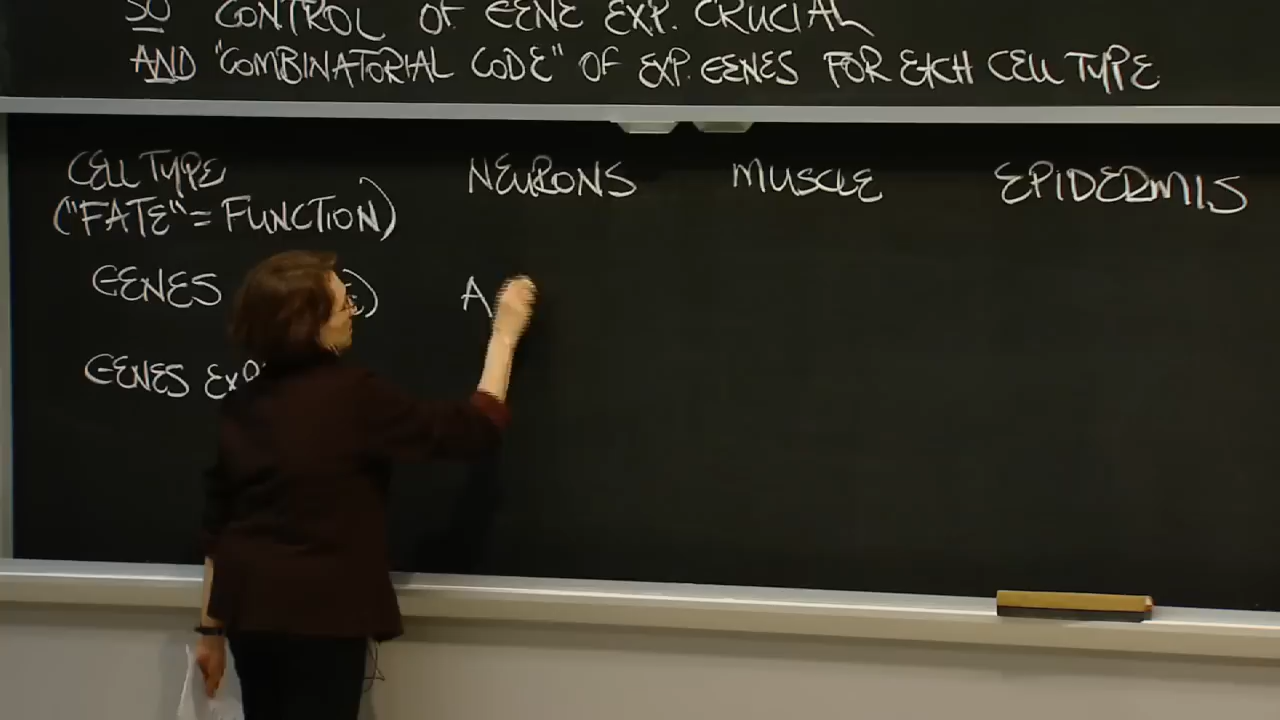 SO CONTROL OF GENE EXP. CRUCIAL
AND "COMBINATORIAL CODE" OF EXP. GENES FOR EACH CELL TYPE
CELL TYPE NEURONS MUSCLE EPIDERMIS
("FATE" = FUNCTION)
GENES A
GENES EXP